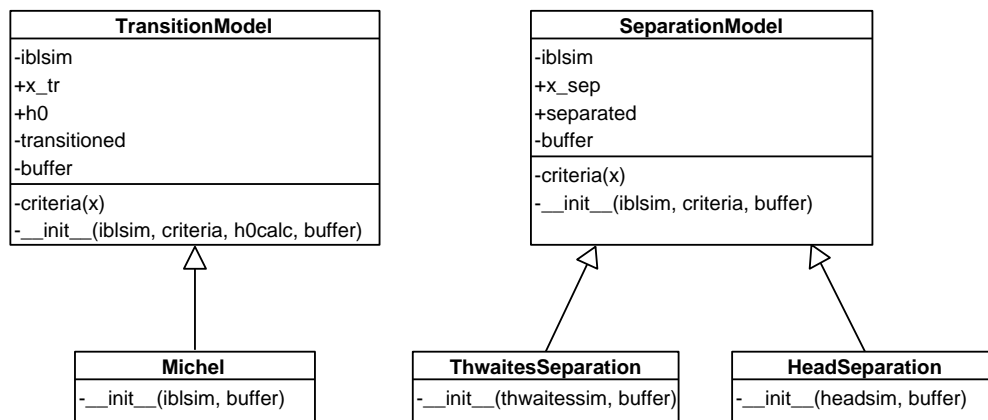 TransitionModel
-iblsim
+x_tr
+h0
-transitioned
-buffer
-criteria(x)
-__init__(iblsim, criteria, h0calc, buffer)
SeparationModel
-iblsim
+x_sep
+separated
-buffer
-criteria(x)
-__init__(iblsim, criteria, buffer)
Michel
-__init__(iblsim, buffer)
ThwaitesSeparation
-__init__(thwaitessim, buffer)
HeadSeparation
-__init__(headsim, buffer)